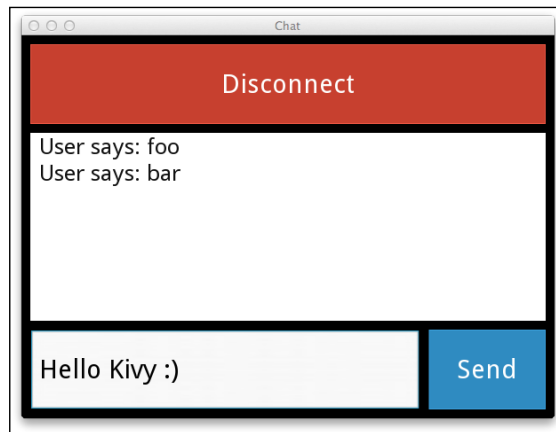 Chat
Disconnect
User says: foo
User says: bar
Hello Kivy :)
Send